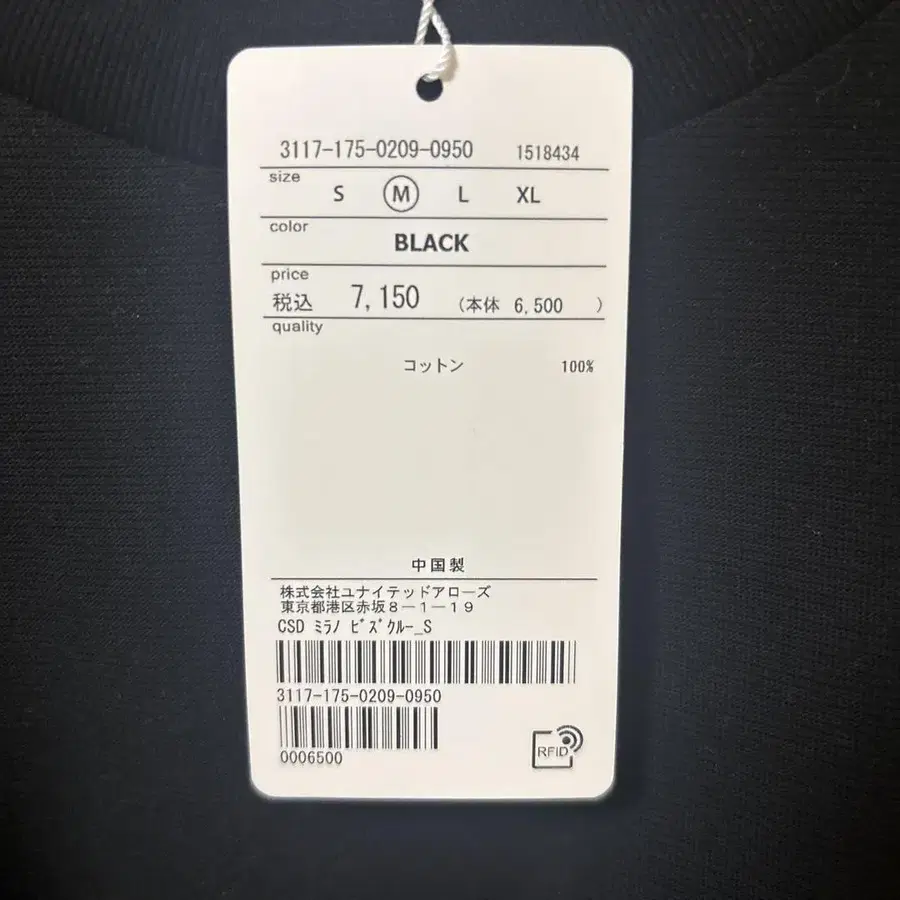 3117-175-0209-0950 1518434
size
S M L XL
color
BLACK
price
税込 7,150 (本体 6,500 )
quality
コットン 100%
中国製
株式会社ユナイテッドアローズ
東京都港区赤坂8-1-19
CSD ミラノ ビズクルー_S
3117-175-0209-0950
0006500
RFID